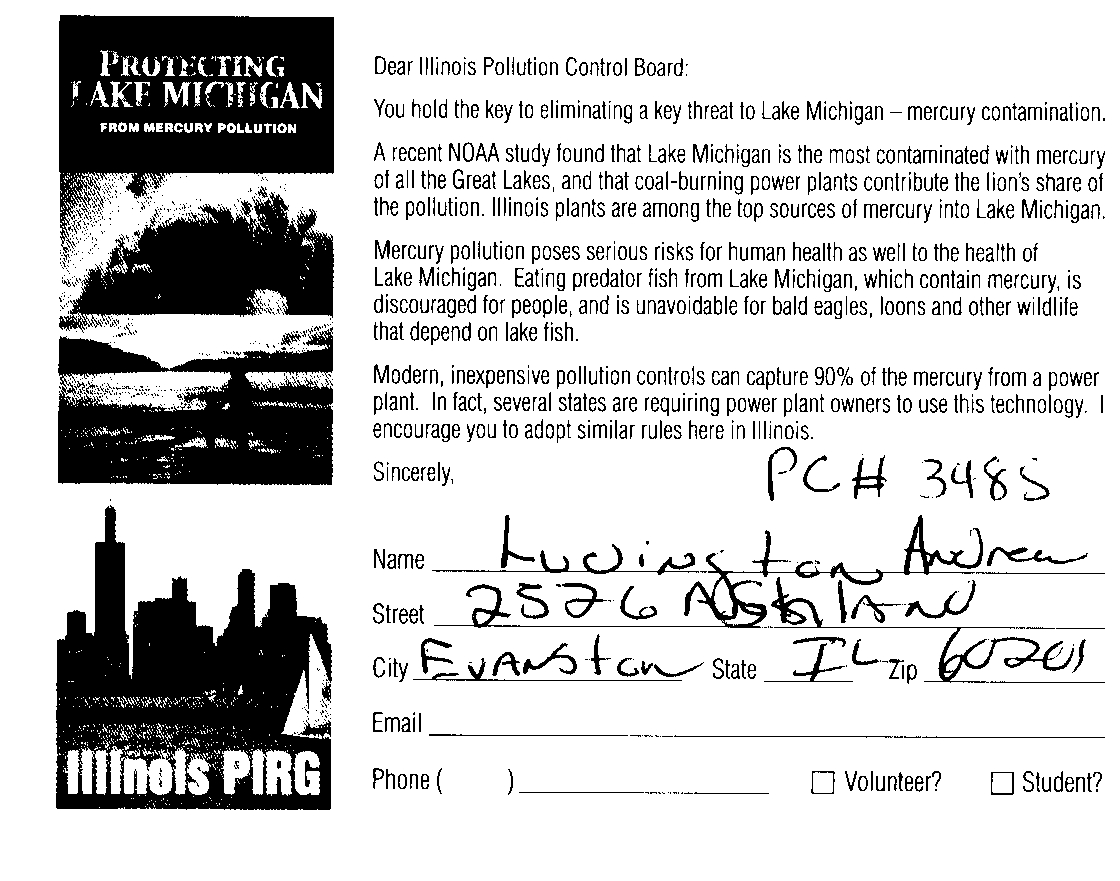 PROTECTING
LAKE MICHIGAN
FROM MERCURY POLLUTION
Dear Illinois Pollution Control Board:
You hold the key to eliminating a key threat to Lake Michigan – mercury contamination.
A recent NOAA study found that Lake Michigan is the most contaminated with mercury
of all the Great Lakes, and that coal-burning power plants contribute the lion's share of
the pollution. Illinois plants are among the top sources of mercury into Lake Michigan.
Mercury pollution poses serious risks for human health as well to the health of
Lake Michigan. Eating predator fish from Lake Michigan, which contain mercury, is
discouraged for people, and is unavoidable for bald eagles, loons and other wildlife
that depend on lake fish.
Modern, inexpensive pollution controls can capture 90% of the mercury from a power
plant. In fact, several states are requiring power plant owners to use this technology. I
encourage you to adopt similar rules here in Illinois.
Sincerely,
PC# 3485
Name Ludington Andrew
Street 2526
City Evanston State IL Zip 60201
Email
Phone ( )
Volunteer? Student?
Illinois PIRG